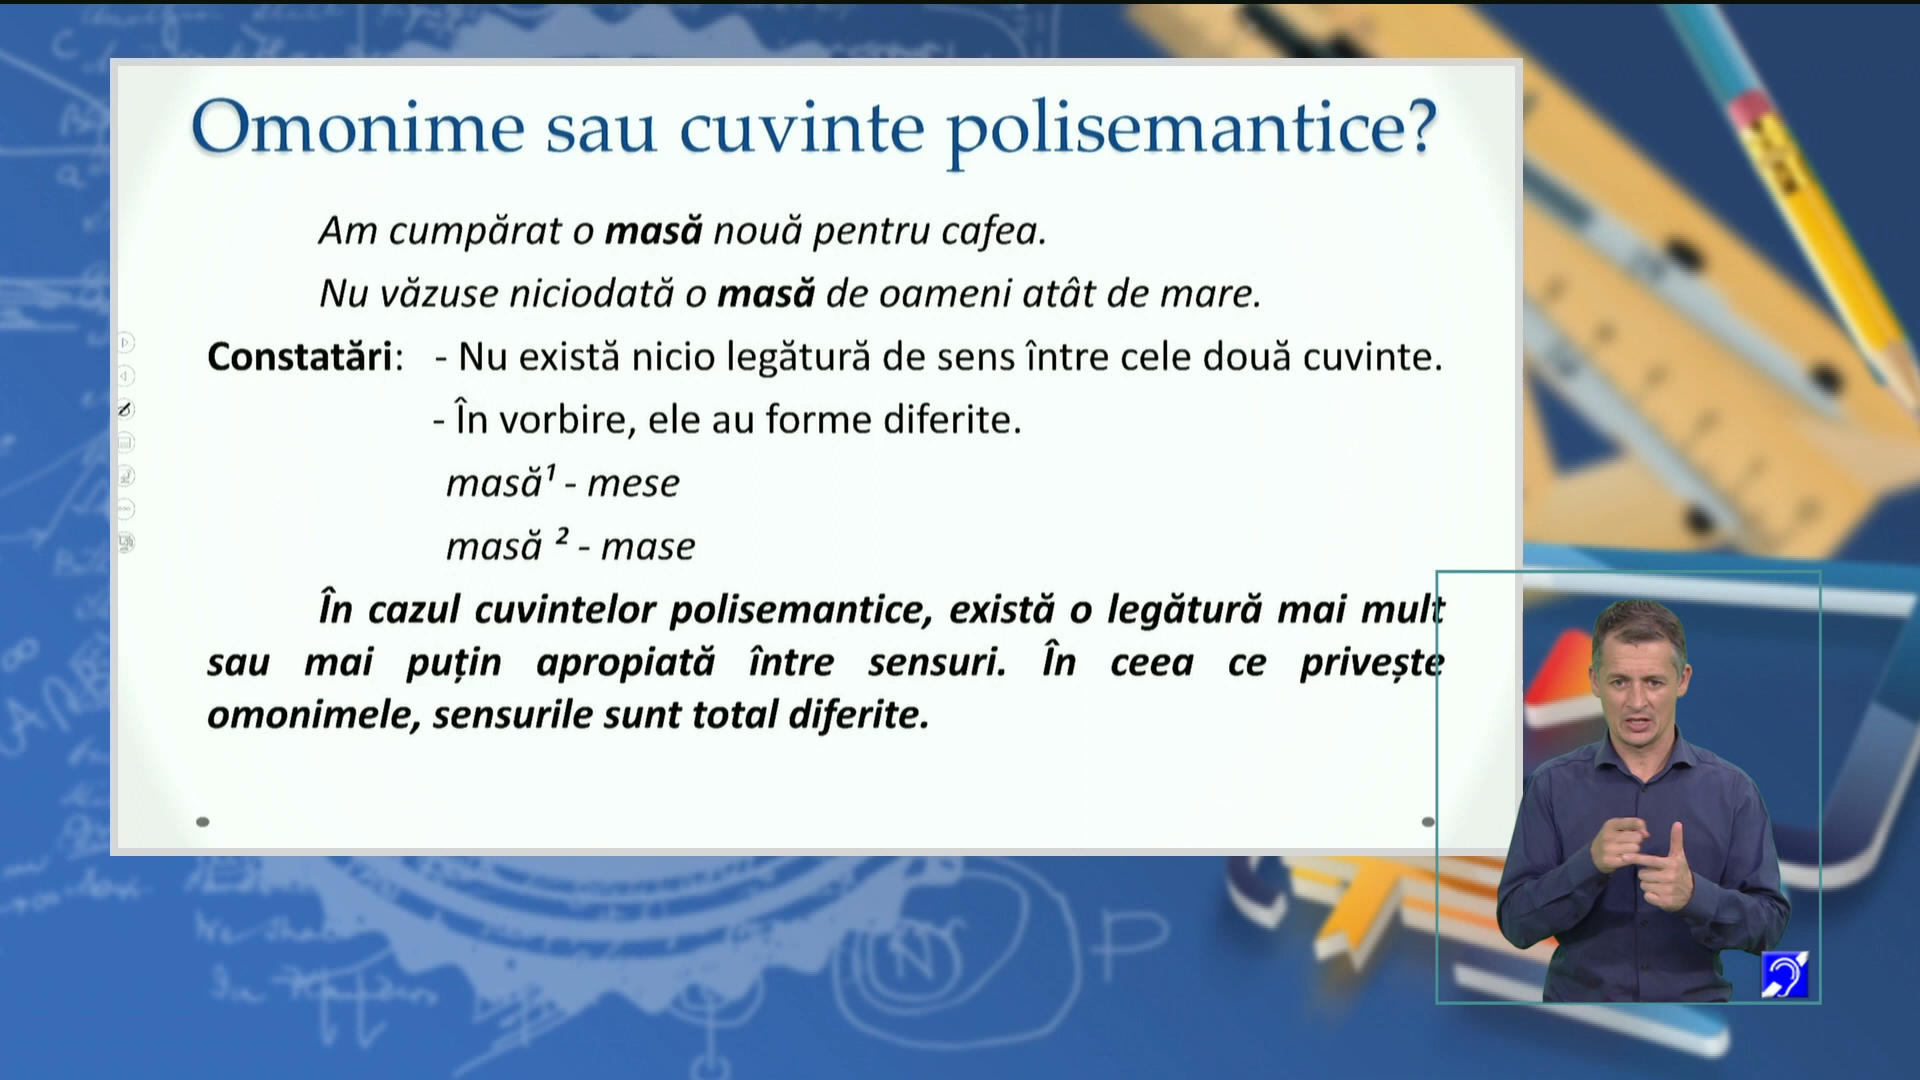 Omonime sau cuvinte polisemantice?
Am cumpărat o masă nouă pentru cafea.
Nu văzuse niciodată o masă de oameni atât de mare.
Constatări: - Nu există nicio legătură de sens între cele două cuvinte.
- În vorbire, ele au forme diferite.
masă¹ - mese
masă ² - mase
În cazul cuvintelor polisemantice, există o legătură mai mult
sau mai puțin apropiată între sensuri. În ceea ce privește
omonimele, sensurile sunt total diferite.